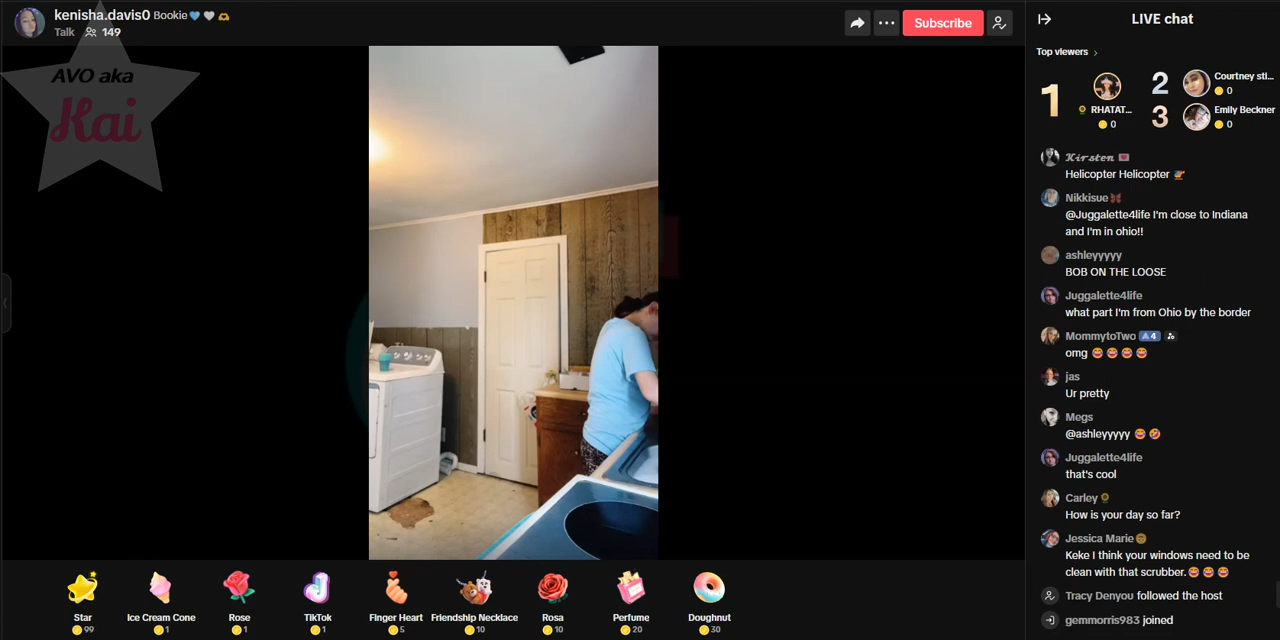 kenisha.davis0 Bookie💙🤍🫶
Talk 149
Subscribe
AVO aka
Kai
LIVE chat
Top viewers >
1 RHATAT... 0
2 Courtney sti... 0
3 Emily Beckner 0
𝓚𝓲𝓻𝓼𝓽𝓮𝓷 💌
Helicopter Helicopter 🚁
Nikkisue🦋
@Juggalette4life I'm close to Indiana
and I'm in ohio!!
ashleyyyyy
BOB ON THE LOOSE
Juggalette4life
what part I'm from Ohio by the border
MommytoTwo 4
omg 😂😂😂😂
jas
Ur pretty
Megs
@ashleyyyyy 😂🤣
Juggalette4life
that's cool
Carley🌻
How is your day so far?
Jessica Marie🙃
Keke I think your windows need to be
clean with that scrubber.😂😂😂
Tracy Denyou followed the host
gemmorris983 joined
Star Ice Cream Cone Rose TikTok Finger Heart Friendship Necklace Rosa Perfume Doughnut
99 1 1 1 5 10 10 20 30